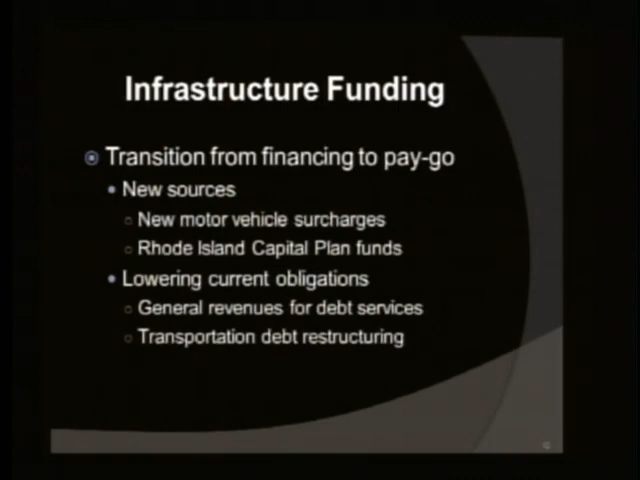 Infrastructure Funding
Transition from financing to pay-go
New sources
New motor vehicle surcharges
Rhode Island Capital Plan funds
Lowering current obligations
General revenues for debt services
Transportation debt restructuring